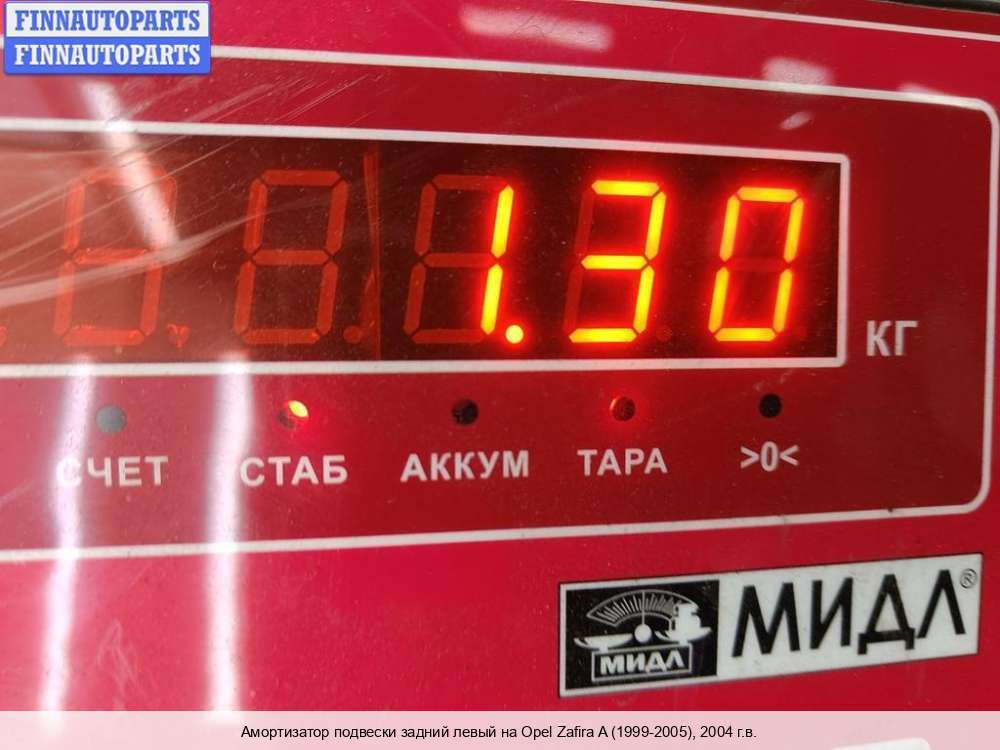 FINNAUTOPARTS
FINNAUTOPARTS
1.30
КГ
СЧЕТ СТАБ АККУМ ТАРА >0<
МИДЛ
МИДЛ®
Амортизатор подвески задний левый на Opel Zafira A (1999-2005), 2004 г.в.